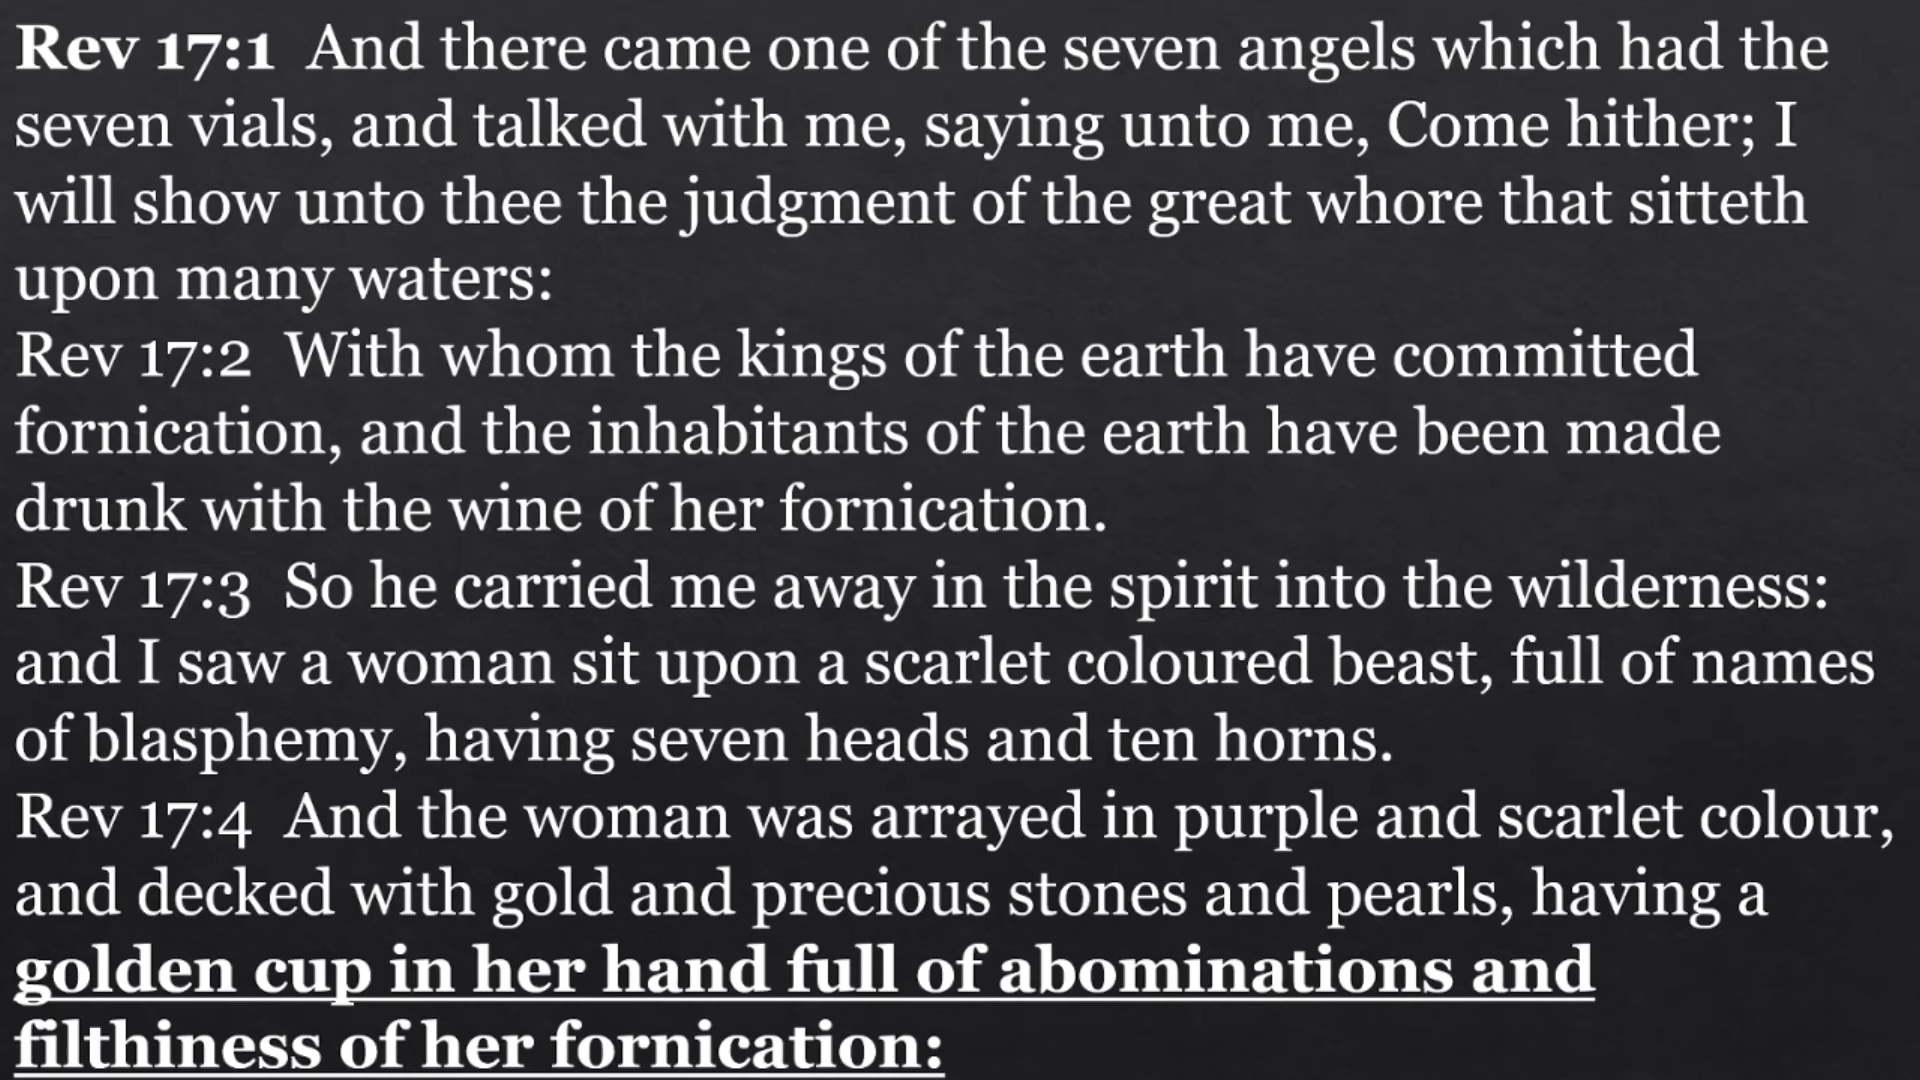 Rev 17:1  And there came one of the seven angels which had the
seven vials, and talked with me, saying unto me, Come hither; I
will show unto thee the judgment of the great whore that sitteth
upon many waters:
Rev 17:2  With whom the kings of the earth have committed
fornication, and the inhabitants of the earth have been made
drunk with the wine of her fornication.
Rev 17:3  So he carried me away in the spirit into the wilderness:
and I saw a woman sit upon a scarlet coloured beast, full of names
of blasphemy, having seven heads and ten horns.
Rev 17:4  And the woman was arrayed in purple and scarlet colour,
and decked with gold and precious stones and pearls, having a
golden cup in her hand full of abominations and
filthiness of her fornication: